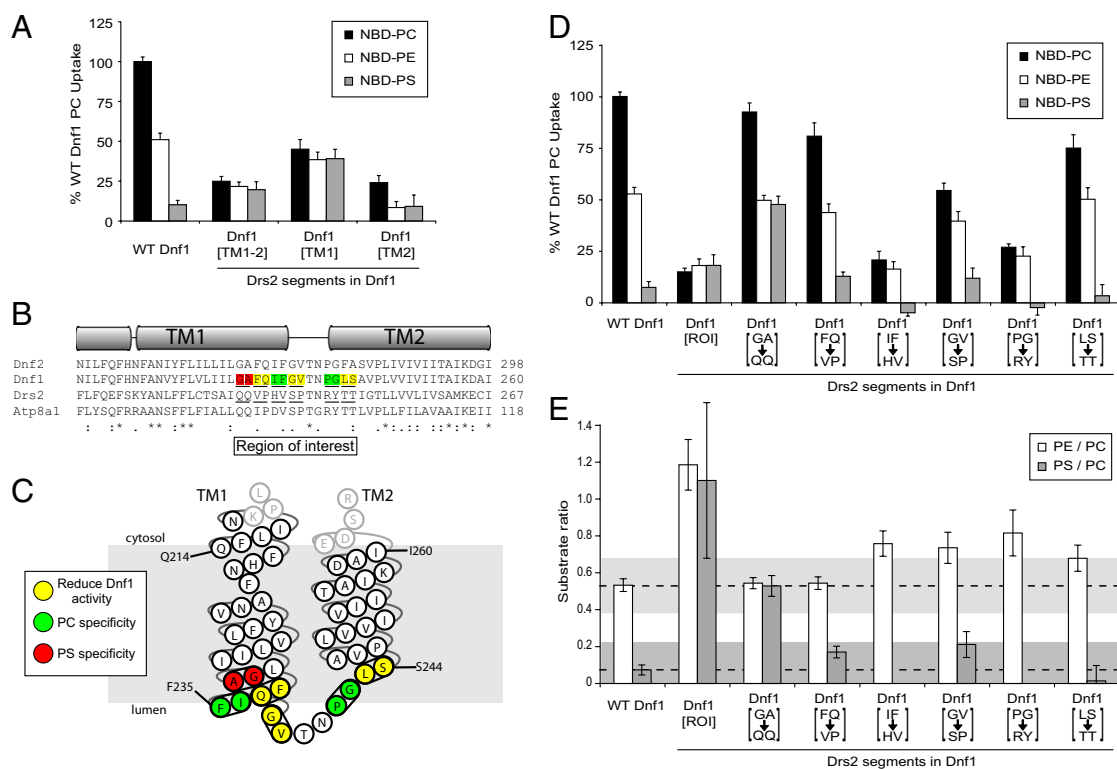 A
% WT Dnf1 PC Uptake
125
100
75
50
25
0
NBD-PC
NBD-PE
NBD-PS
WT Dnf1
Dnf1 [TM1-2]
Dnf1 [TM1]
Dnf1 [TM2]
Drs2 segments in Dnf1
B
TM1
TM2
Dnf2 NILFQFHNFANIYFLILLILLGAFQIFGVTNPGFASVPLIVIVIITAIKDGI 298
Dnf1 NILFQFHNFANVYFLVLIILGAFQIFGVTNPGLSAVPLVVIVIITAIKDAI 260
Drs2 FLFQEFSKYANLFFLCTSAIQQVPHVSPTNRYTTIGTLLVVLIVSAMKECI 267
Atp8a1 FLYSQFRRAANSFFLFIALLQQIPDVSPTGRYTTLVPLLFILAVAAIKEII 118
Region of interest
C
TM1
TM2
cytosol
Q214
I260
L
K
P
N
Q F L I
N H F
F
V N A
L F Y
I I L V
A G L
F I Q F
G
V
T
N
P
G
L
S
R
S
E D
D A I
T A I K
V I I
L V V I
A V P
S244
F235
lumen
Reduce Dnf1 activity
PC specificity
PS specificity
D
% WT Dnf1 PC Uptake
125
100
75
50
25
0
NBD-PC
NBD-PE
NBD-PS
WT Dnf1
Dnf1 [ROI]
Dnf1 [GA ↓ QQ]
Dnf1 [FQ ↓ VP]
Dnf1 [IF ↓ HV]
Dnf1 [GV ↓ SP]
Dnf1 [PG ↓ RY]
Dnf1 [LS ↓ TT]
Drs2 segments in Dnf1
E
Substrate ratio
1.4
1.2
1.0
0.8
0.6
0.4
0.2
0
PE / PC
PS / PC
WT Dnf1
Dnf1 [ROI]
Dnf1 [GA ↓ QQ]
Dnf1 [FQ ↓ VP]
Dnf1 [IF ↓ HV]
Dnf1 [GV ↓ SP]
Dnf1 [PG ↓ RY]
Dnf1 [LS ↓ TT]
Drs2 segments in Dnf1